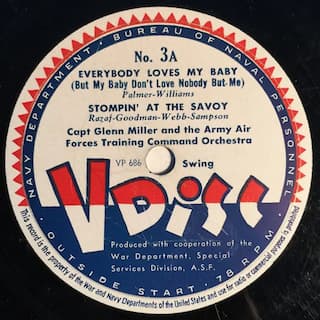 NAVY DEPARTMENT • BUREAU OF NAVAL PERSONNEL
No. 3A
EVERYBODY LOVES MY BABY
(But My Baby Don't Love Nobody But Me)
Palmer-Williams
STOMPIN' AT THE SAVOY
Razaf-Goodman-Webb-Sampson
Capt Glenn Miller and the Army Air
Forces Training Command Orchestra
VP 686 Swing
V Disc
Produced with cooperation of the
War Department, Special
Services Division, A.S.F.
OUTSIDE START • 78 RPM
This record is the property of the War and Navy Departments of the United States and use for radio or commercial purposes is prohibited